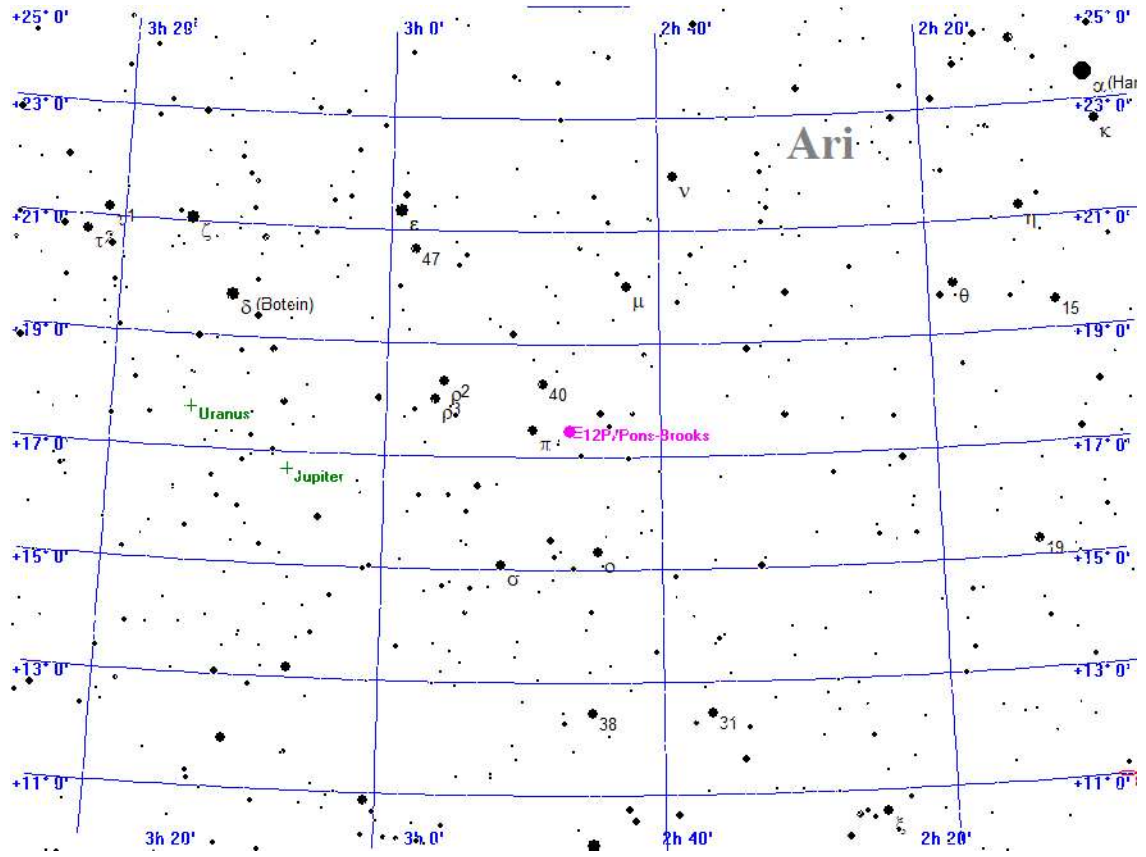 +25° 0'
3h 20'
3h 0'
2h 40'
2h 20'
+25° 0'
α (Ham
+23° 0'
+23° 0'
κ
Ari
ν
+21° 0'
ζ
ε
η
+21° 0'
47
δ (Botein)
μ
θ
15
+19° 0'
+19° 0'
ρ2
40
ρ3
Uranus
π
12P/Pons-Brooks
+17° 0'
+17° 0'
Jupiter
+15° 0'
19
+15° 0'
σ
ο
+13° 0'
+13° 0'
38
31
+11° 0'
+11° 0'
ξ
3h 20'
3h 0'
2h 40'
2h 20'